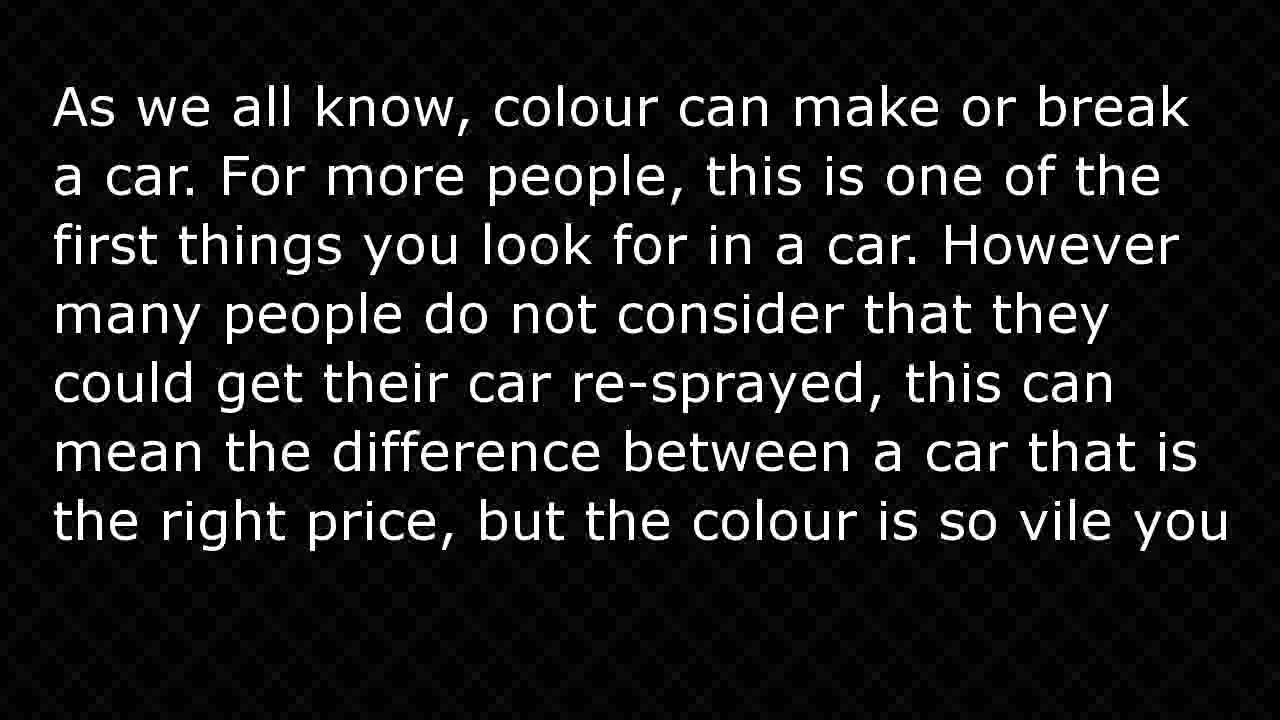 As we all know, colour can make or break
a car. For more people, this is one of the
first things you look for in a car. However
many people do not consider that they
could get their car re-sprayed, this can
mean the difference between a car that is
the right price, but the colour is so vile you